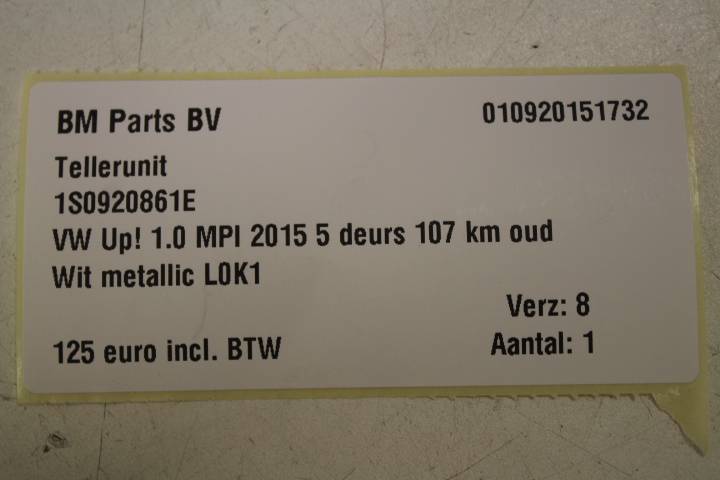 BM Parts BV 010920151732
Tellerunit
1S0920861E
VW Up! 1.0 MPI 2015 5 deurs 107 km oud
Wit metallic L0K1
Verz: 8
125 euro incl. BTW Aantal: 1